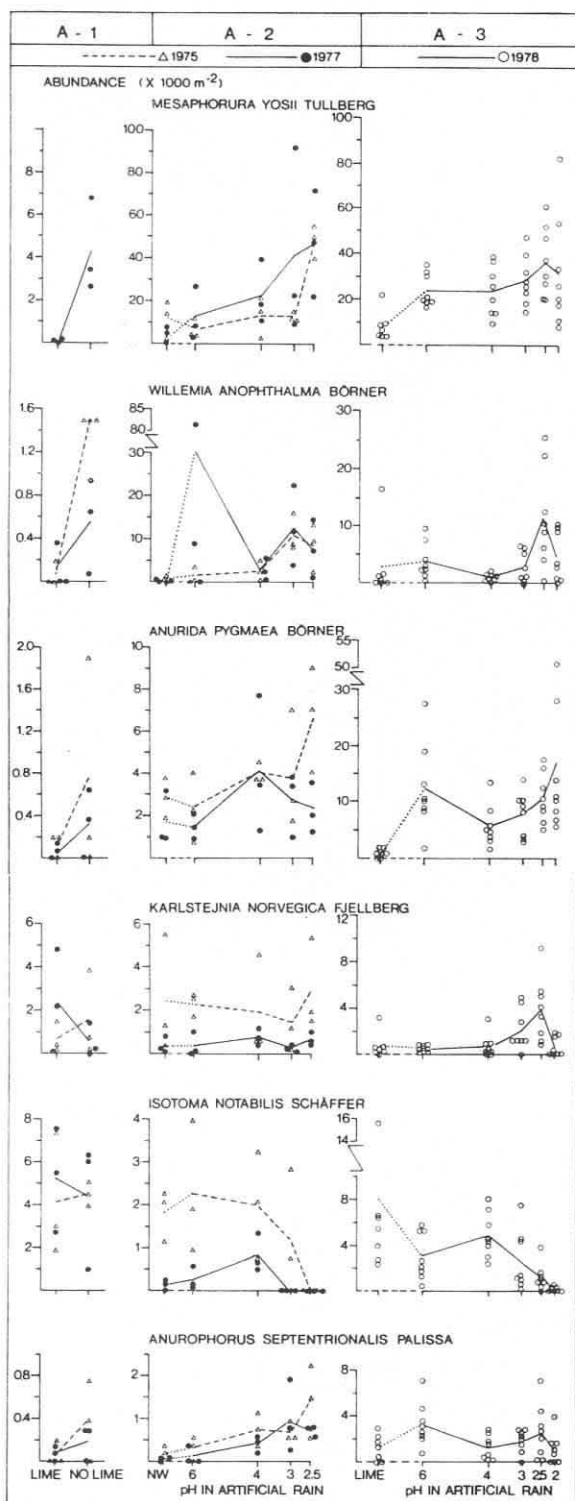 A - 1 A - 2 A - 3
△ 1975 ● 1977 ○ 1978
ABUNDANCE (X 1000 m⁻²)
MESAPHORURA YOSII TULLBERG
100 100
8 80 80
6 60 60
4 40 40
2 20 20
WILLEMIA ANOPHTHALMA BÖRNER
1.6 85 30
80
1.2 30 20
0.8 20
0.4 10 10
ANURIDA PYGMAEA BÖRNER
2.0 10 55
50
1.6 8 30
1.2 6 20
0.8 4
0.4 2 10
KARLSTEJNIA NORVEGICA FJELLBERG
6 6 12
4 4 8
2 2 4
ISOTOMA NOTABILIS SCHÄFFER
8 4 16
14
6 3 8
4 2
2 1 4
ANUROPHORUS SEPTENTRIONALIS PALISSA
0.8 2 8
0.4 1 4
LIME NO LIME NW 6 4 3 2.5 LIME 6 4 3 2.5 2
pH IN ARTIFICIAL RAIN pH IN ARTIFICIAL RAIN